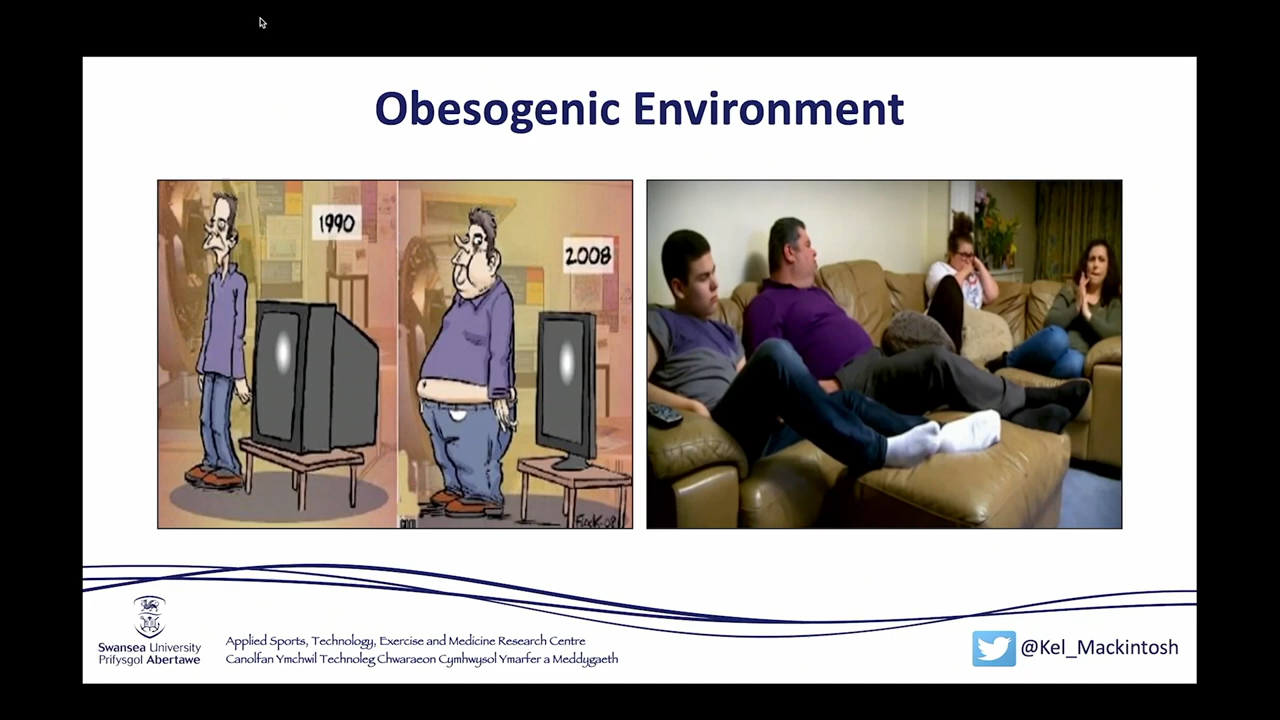 Obesogenic Environment
1990
2008
Swansea University
Prifysgol Abertawe
Applied Sports, Technology, Exercise and Medicine Research Centre
Canolfan Ymchwil Technoleg Chwaraeon Cymhwysol Ymarfer a Meddygaeth
@Kel_Mackintosh